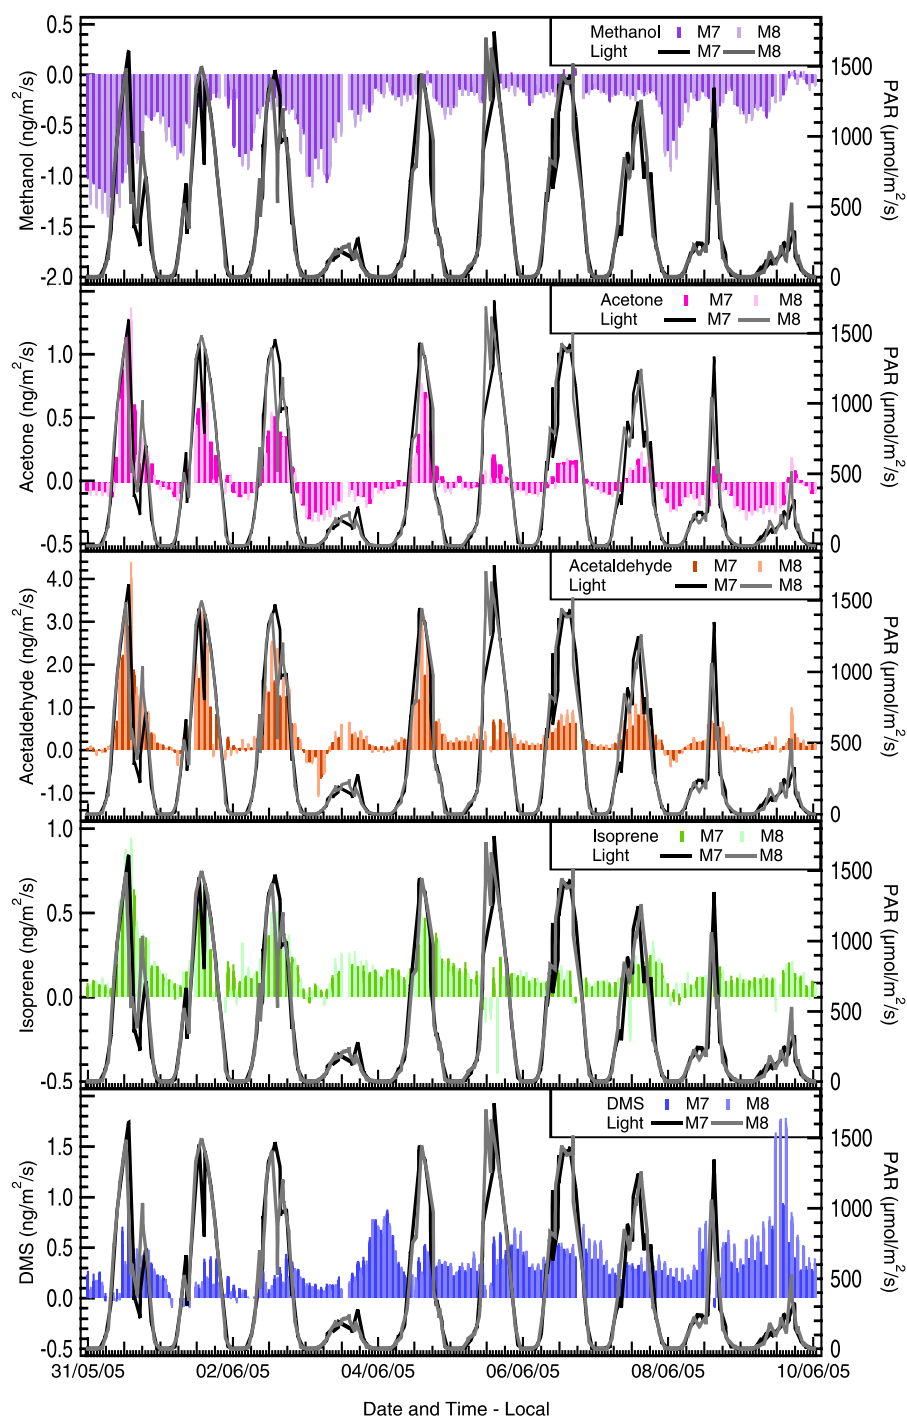 Methanol M7 M8
Light M7 M8
0.5
0.0
-0.5
-1.0
-1.5
-2.0
Methanol (ng/m²/s)
1500
1000
500
0
PAR (µmol/m²/s)
Acetone M7 M8
Light M7 M8
1.0
0.5
0.0
-0.5
Acetone (ng/m²/s)
1500
1000
500
0
PAR (µmol/m²/s)
Acetaldehyde M7 M8
Light M7 M8
4.0
3.0
2.0
1.0
0.0
-1.0
Acetaldehyde (ng/m²/s)
1500
1000
500
0
PAR (µmol/m²/s)
Isoprene M7 M8
Light M7 M8
1.0
0.5
0.0
-0.5
Isoprene (ng/m²/s)
1500
1000
500
0
PAR (µmol/m²/s)
DMS M7 M8
Light M7 M8
1.5
1.0
0.5
0.0
-0.5
DMS (ng/m²/s)
1500
1000
500
0
PAR (µmol/m²/s)
31/05/05 02/06/05 04/06/05 06/06/05 08/06/05 10/06/05
Date and Time - Local